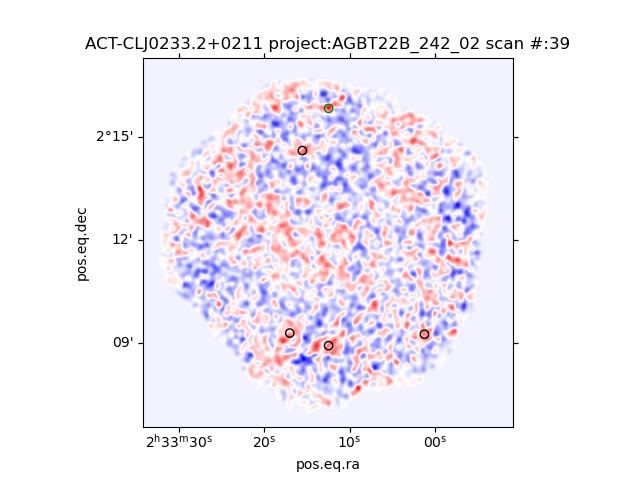 ACT-CLJ0233.2+0211 project:AGBT22B_242_02 scan #:39
2°15'
12'
09'
pos.eq.dec
2ʰ33ᵐ30ˢ 20ˢ 10ˢ 00ˢ
pos.eq.ra